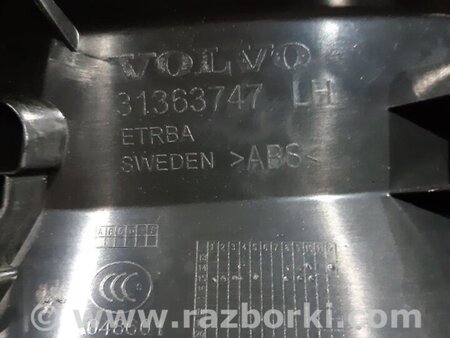 VOLVO
31363747 LH
ETRBA
SWEDEN >ABS<
www.razborki.com